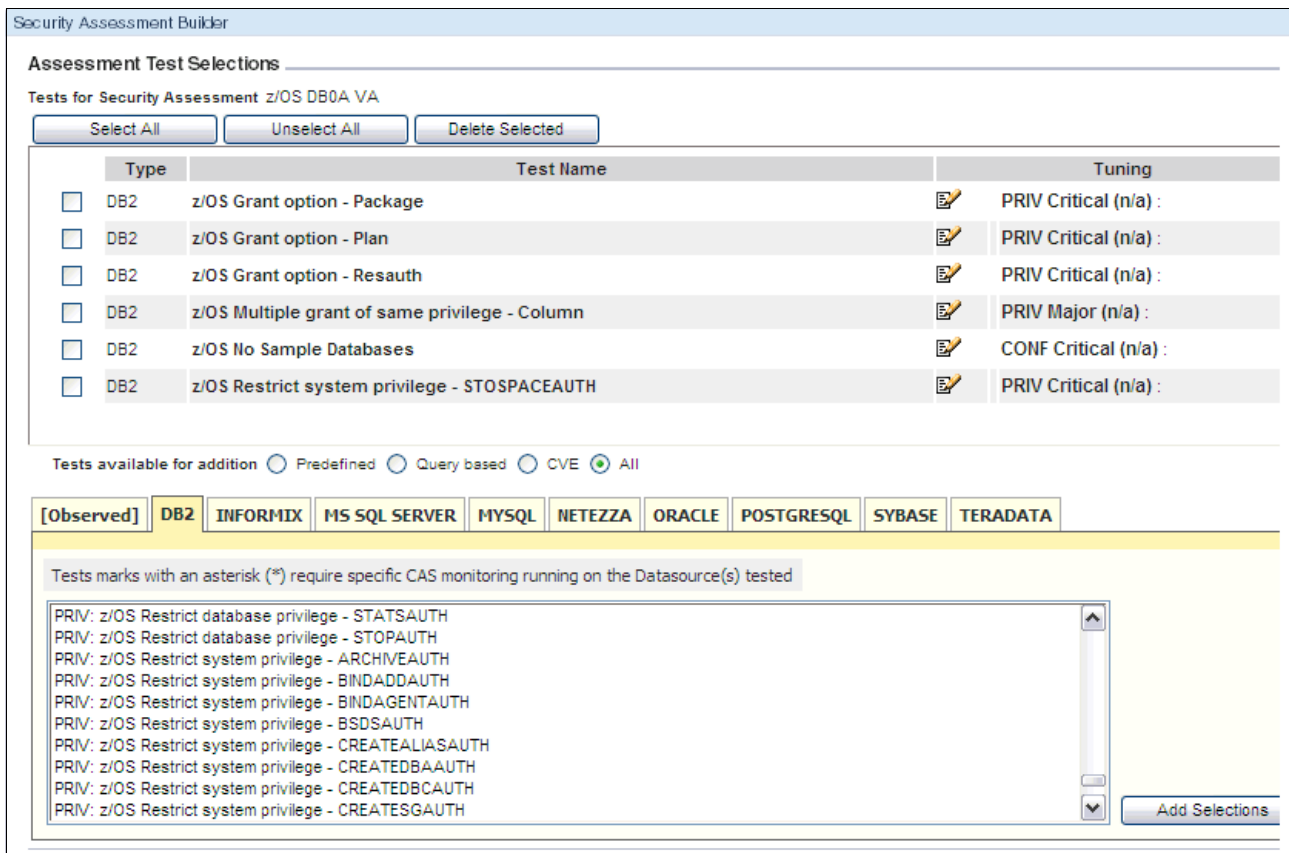 Security Assessment Builder
Assessment Test Selections
Tests for Security Assessment z/OS DB0A VA
Select All Unselect All Delete Selected
Type Test Name Tuning
DB2 z/OS Grant option - Package PRIV Critical (n/a) :
DB2 z/OS Grant option - Plan PRIV Critical (n/a) :
DB2 z/OS Grant option - Resauth PRIV Critical (n/a) :
DB2 z/OS Multiple grant of same privilege - Column PRIV Major (n/a) :
DB2 z/OS No Sample Databases CONF Critical (n/a) :
DB2 z/OS Restrict system privilege - STOSPACEAUTH PRIV Critical (n/a) :
Tests available for addition Predefined Query based CVE All
[Observed] DB2 INFORMIX MS SQL SERVER MYSQL NETEZZA ORACLE POSTGRESQL SYBASE TERADATA
Tests marks with an asterisk (*) require specific CAS monitoring running on the Datasource(s) tested
PRIV: z/OS Restrict database privilege - STATSAUTH
PRIV: z/OS Restrict database privilege - STOPAUTH
PRIV: z/OS Restrict system privilege - ARCHIVEAUTH
PRIV: z/OS Restrict system privilege - BINDADDAUTH
PRIV: z/OS Restrict system privilege - BINDAGENTAUTH
PRIV: z/OS Restrict system privilege - BSDSAUTH
PRIV: z/OS Restrict system privilege - CREATEALIASAUTH
PRIV: z/OS Restrict system privilege - CREATEDBAAUTH
PRIV: z/OS Restrict system privilege - CREATEDBCAUTH
PRIV: z/OS Restrict system privilege - CREATESGAUTH
Add Selections